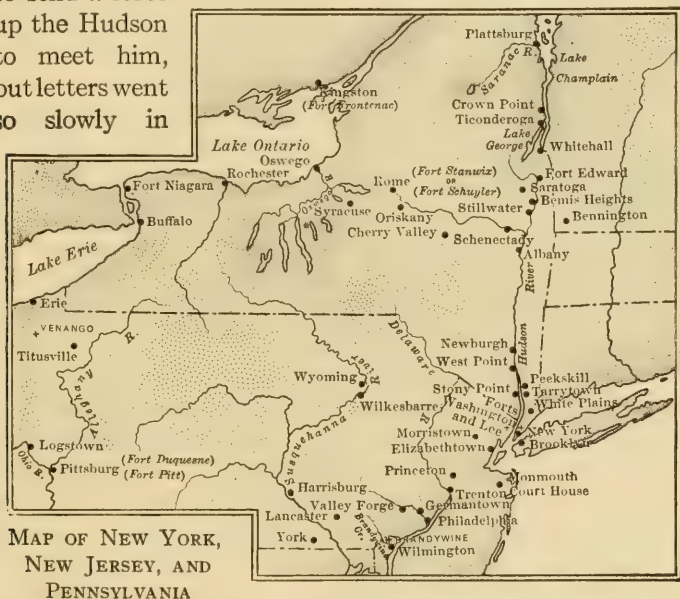 up the Hudson
to meet him,
but letters went
so slowly in
Plattsburg
Saranac R.
Lake
Champlain
Kingston
(Fort Frontenac)
Crown Point
Ticonderoga
Lake
George
Whitehall
Lake Ontario
Oswego
Rochester
Fort Niagara
Rome
(Fort Stanwix)
OR
(Fort Schuyler)
Fort Edward
Saratoga
Bemis Heights
Stillwater
Bennington
Oswego R.
Syracuse
Oriskany
Buffalo
Cherry Valley
Schenectady
Albany
Lake Erie
River
Hudson
Erie
VENANGO
Titusville
Alleghany R.
Delaware
Newburgh
West Point
Wyoming
River
Stony Point
Peekskill
Tarrytown
White Plains
Wilkesbarre
Forts
Washington
and Lee
Susquehanna
Morristown
New York
Elizabethtown
Brooklyn
Logstown
Ohio R.
Pittsburg
(Fort Duquesne)
(Fort Pitt)
Princeton
Monmouth
Court House
Harrisburg
Trenton
Valley Forge
Germantown
Lancaster
Philadelphia
York
Brandywine
Cr.
BRANDYWINE
Wilmington
MAP OF NEW YORK,
NEW JERSEY, AND
PENNSYLVANIA